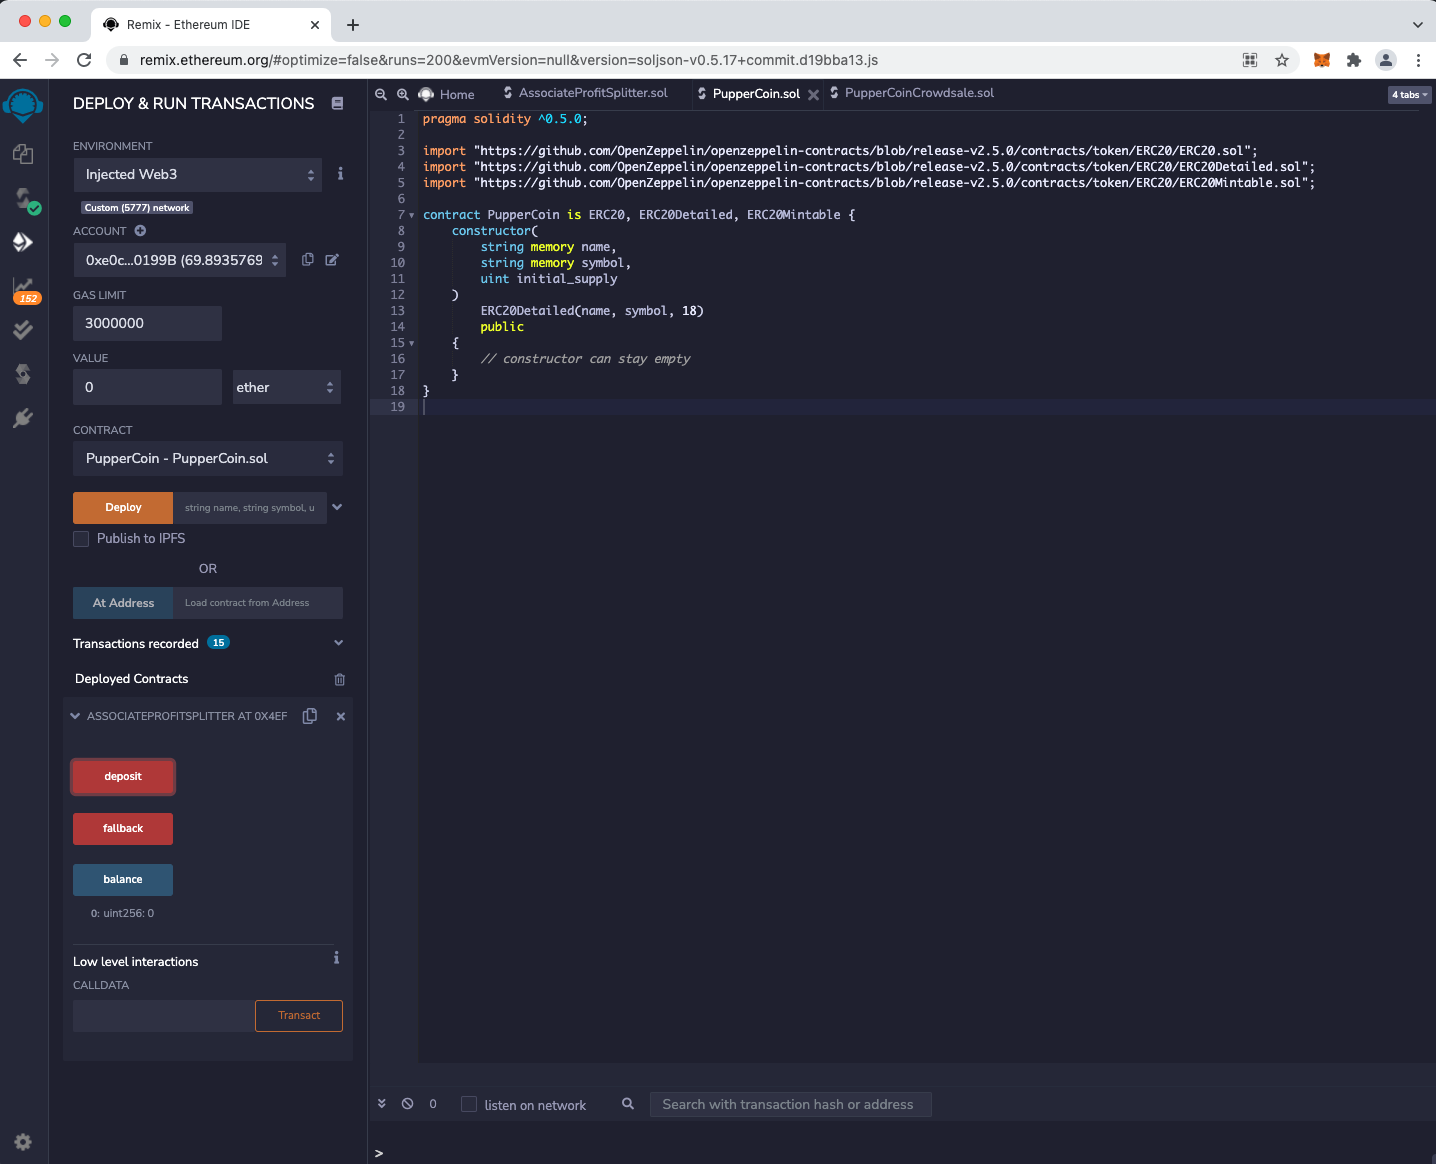 Remix - Ethereum IDE
remix.ethereum.org/#optimize=false&runs=200&evmVersion=null&version=soljson-v0.5.17+commit.d19bba13.js
DEPLOY & RUN TRANSACTIONS
ENVIRONMENT
Injected Web3
Custom (5777) network
ACCOUNT
0xe0c...0199B (69.8935769
GAS LIMIT
3000000
VALUE
0
ether
CONTRACT
PupperCoin - PupperCoin.sol
Deploy
string name, string symbol, u
Publish to IPFS
OR
At Address
Load contract from Address
Transactions recorded 15
Deployed Contracts
ASSOCIATEPROFITSPLITTER AT 0X4EF
deposit
fallback
balance
0: uint256: 0
Low level interactions
CALLDATA
Transact
152
Home
AssociateProfitSplitter.sol
PupperCoin.sol
PupperCoinCrowdsale.sol
4 tabs
1 pragma solidity ^0.5.0;
2
3 import "https://github.com/OpenZeppelin/openzeppelin-contracts/blob/release-v2.5.0/contracts/token/ERC20/ERC20.sol";
4 import "https://github.com/OpenZeppelin/openzeppelin-contracts/blob/release-v2.5.0/contracts/token/ERC20/ERC20Detailed.sol";
5 import "https://github.com/OpenZeppelin/openzeppelin-contracts/blob/release-v2.5.0/contracts/token/ERC20/ERC20Mintable.sol";
6
7 contract PupperCoin is ERC20, ERC20Detailed, ERC20Mintable {
8 constructor(
9 string memory name,
10 string memory symbol,
11 uint initial_supply
12 )
13 ERC20Detailed(name, symbol, 18)
14 public
15 {
16 // constructor can stay empty
17 }
18 }
19
0
listen on network
Search with transaction hash or address
>